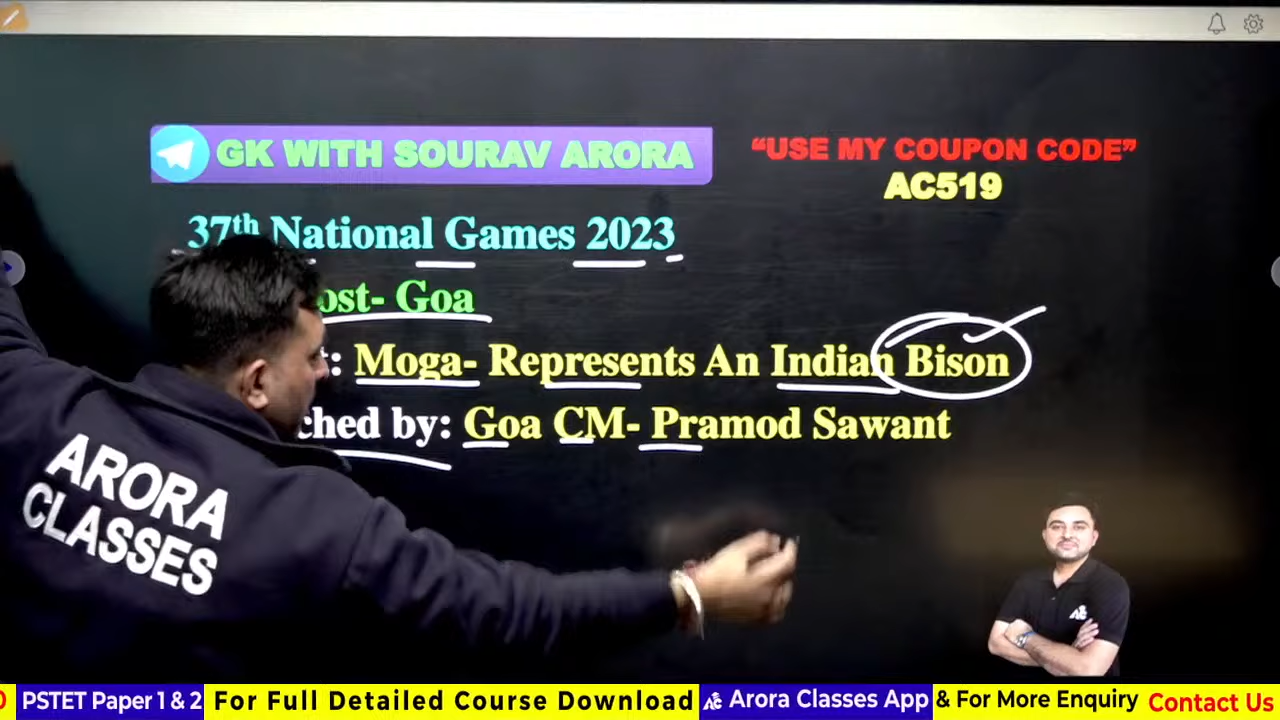 GK WITH SOURAV ARORA
"USE MY COUPON CODE"
AC519
37th National Games 2023
ost- Goa
: Moga- Represents An Indian Bison
ched by: Goa CM- Pramod Sawant
ARORA
CLASSES
PSTET Paper 1 & 2 For Full Detailed Course Download Arora Classes App & For More Enquiry Contact Us